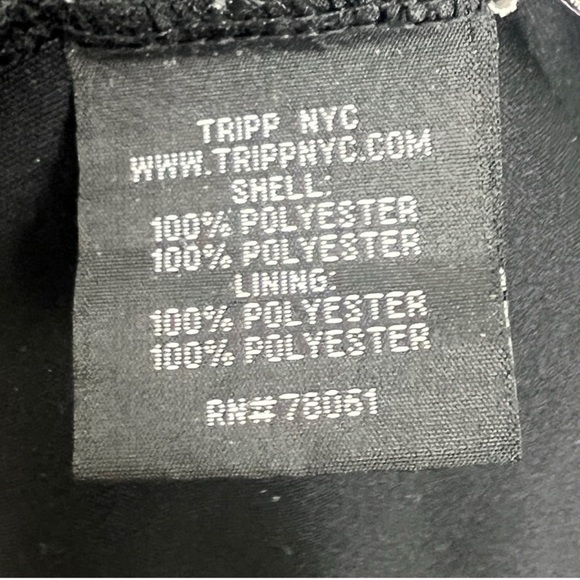 TRIPP NYC
WWW.TRIPPNYC.COM
SHELL:
100% POLYESTER
100% POLYESTER
LINING:
100% POLYESTER
100% POLYESTER
RN#78061